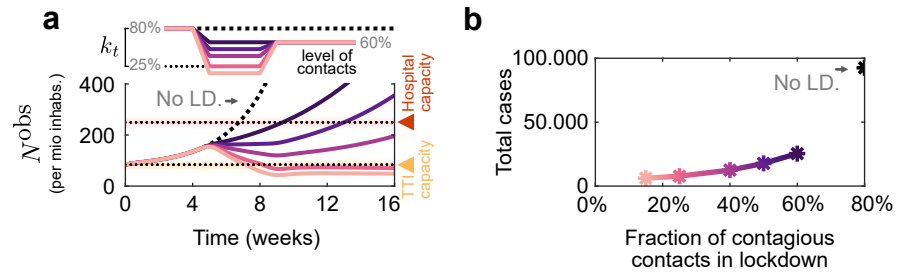 a
80%
k_t
25%
60%
level of
contacts
400
200
0
N^obs
(per mio inhabs.)
No LD.
Hospital
capacity
TTI
capacity
0
4
8
12
16
Time (weeks)
b
100.000
50.000
0
Total cases
No LD.
0%
20%
40%
60%
80%
Fraction of contagious
contacts in lockdown